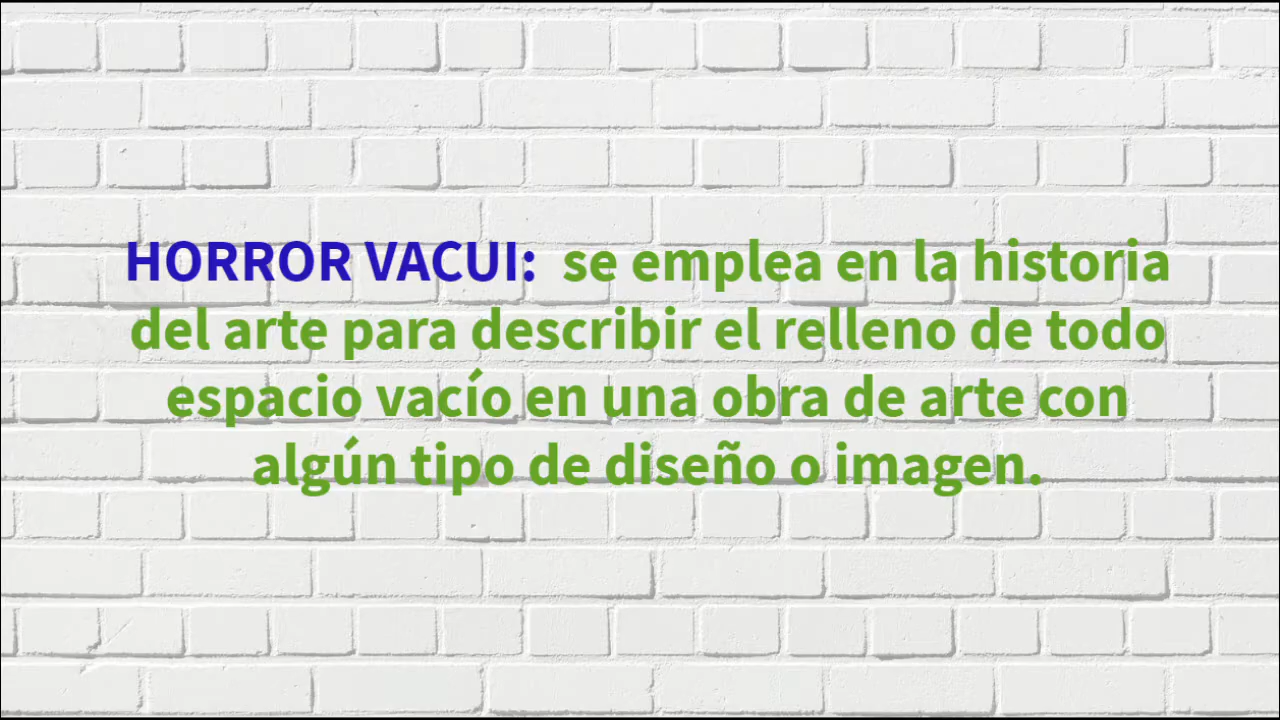 HORROR VACUI: se emplea en la historia
del arte para describir el relleno de todo
espacio vacío en una obra de arte con
algún tipo de diseño o imagen.